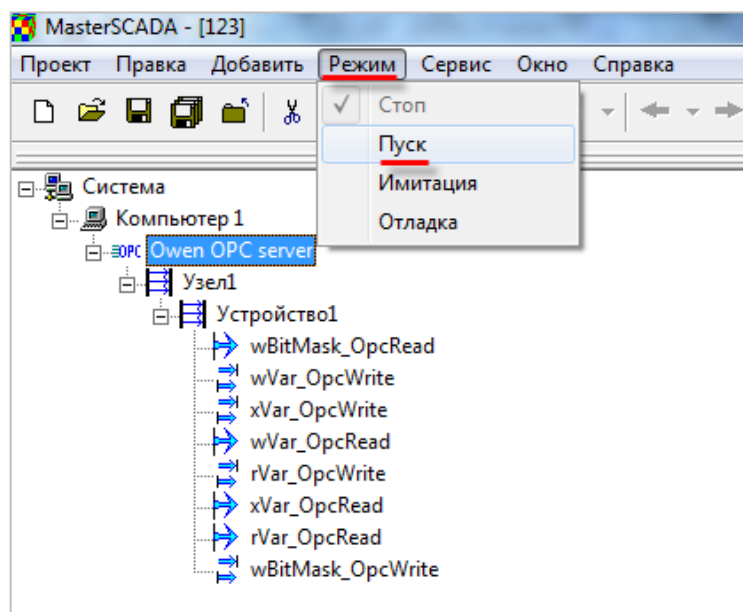 MasterSCADA - [123]
Проект Правка Добавить Режим Сервис Окно Справка
Стоп
Пуск
Имитация
Отладка
Система
Компьютер 1
OPC Owen OPC server
Узел1
Устройство1
wBitMask_OpcRead
wVar_OpcWrite
xVar_OpcWrite
wVar_OpcRead
rVar_OpcWrite
xVar_OpcRead
rVar_OpcRead
wBitMask_OpcWrite